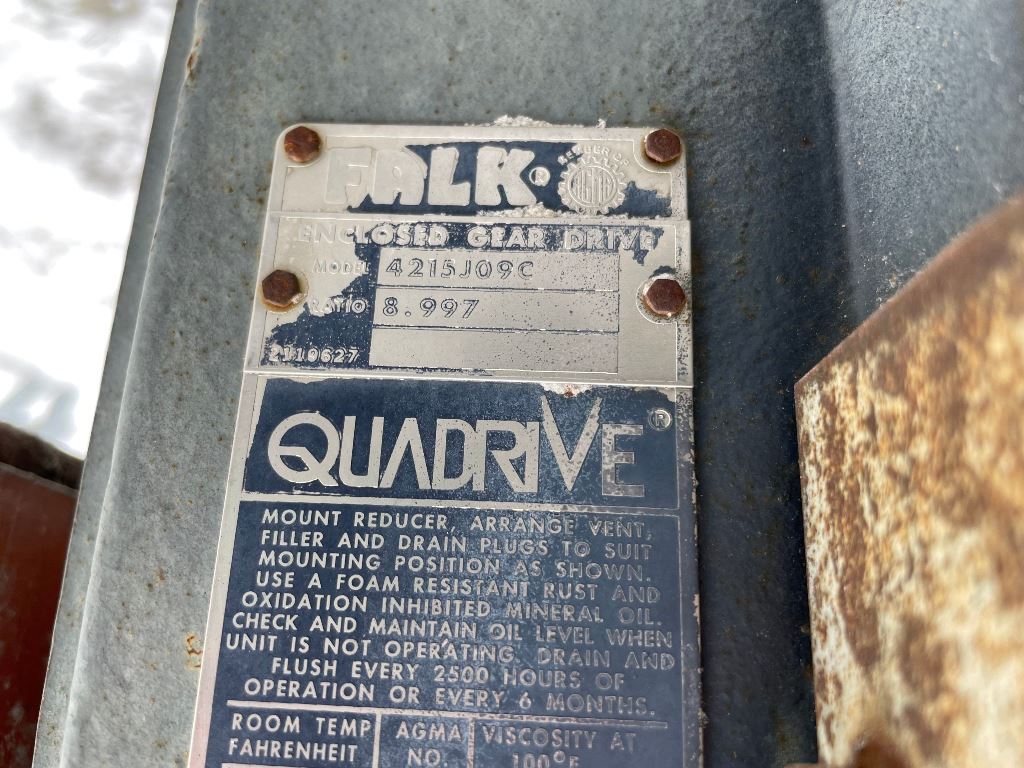 FALK®
MEMBER OF
AGMA
ENCLOSED GEAR DRIVE
MODEL 4215J09C
RATIO 8.997
2110627
QUADRIVE®
MOUNT REDUCER, ARRANGE VENT,
FILLER AND DRAIN PLUGS TO SUIT
MOUNTING POSITION AS SHOWN.
USE A FOAM RESISTANT RUST AND
OXIDATION INHIBITED MINERAL OIL.
CHECK AND MAINTAIN OIL LEVEL WHEN
UNIT IS NOT OPERATING. DRAIN AND
FLUSH EVERY 2500 HOURS OF
OPERATION OR EVERY 6 MONTHS.
ROOM TEMP AGMA VISCOSITY AT
FAHRENHEIT NO. 100°F